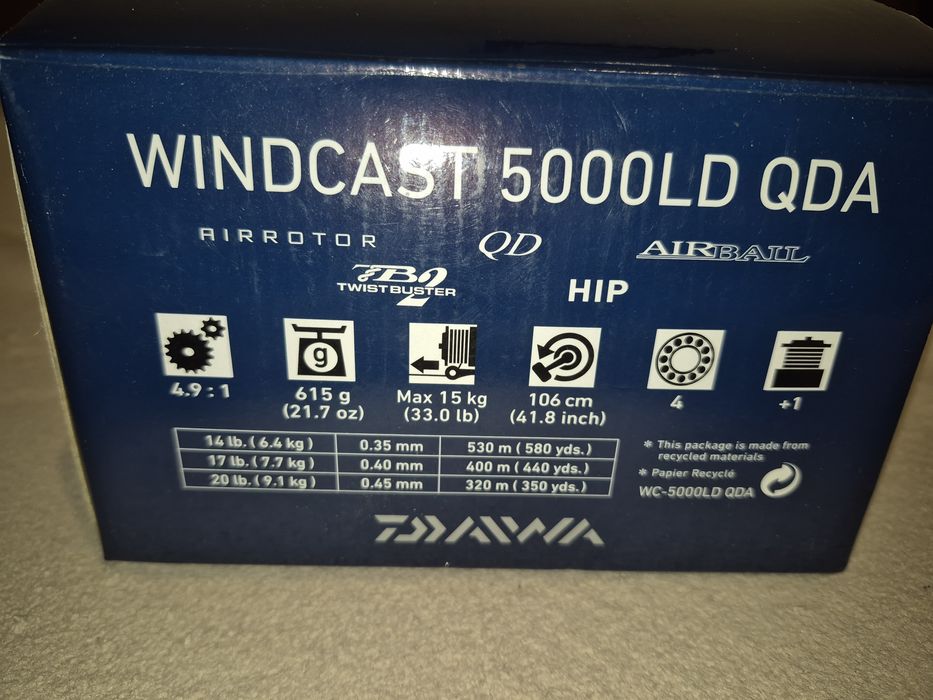 WINDCAST 5000LD QDA
AIRROTOR QD AIRBAIL
TB2 TWISTBUSTER HIP
g
4.9 : 1
615 g
(21.7 oz)
Max 15 kg
(33.0 lb)
106 cm
(41.8 inch)
4
+1
14 lb. ( 6.4 kg ) 0.35 mm 530 m ( 580 yds. )
17 lb. ( 7.7 kg ) 0.40 mm 400 m ( 440 yds. )
20 lb. ( 9.1 kg ) 0.45 mm 320 m ( 350 yds. )
* This package is made from
recycled materials
* Papier Recyclé
WC-5000LD QDA
DAIWA